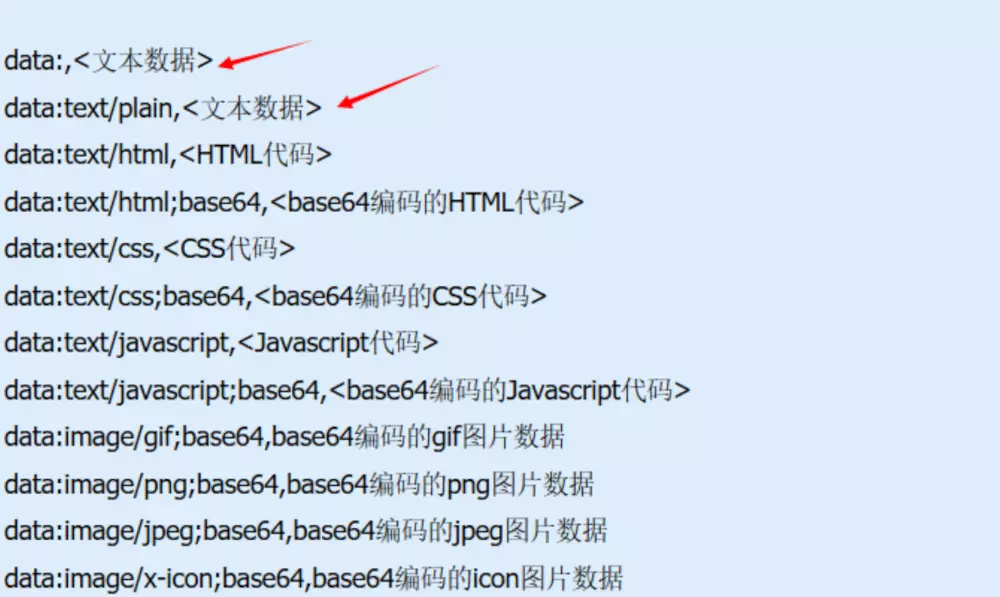 data:,<文本数据>
data:text/plain,<文本数据>
data:text/html,<HTML代码>
data:text/html;base64,<base64编码的HTML代码>
data:text/css,<CSS代码>
data:text/css;base64,<base64编码的CSS代码>
data:text/javascript,<Javascript代码>
data:text/javascript;base64,<base64编码的Javascript代码>
data:image/gif;base64,base64编码的gif图片数据
data:image/png;base64,base64编码的png图片数据
data:image/jpeg;base64,base64编码的jpeg图片数据
data:image/x-icon;base64,base64编码的icon图片数据